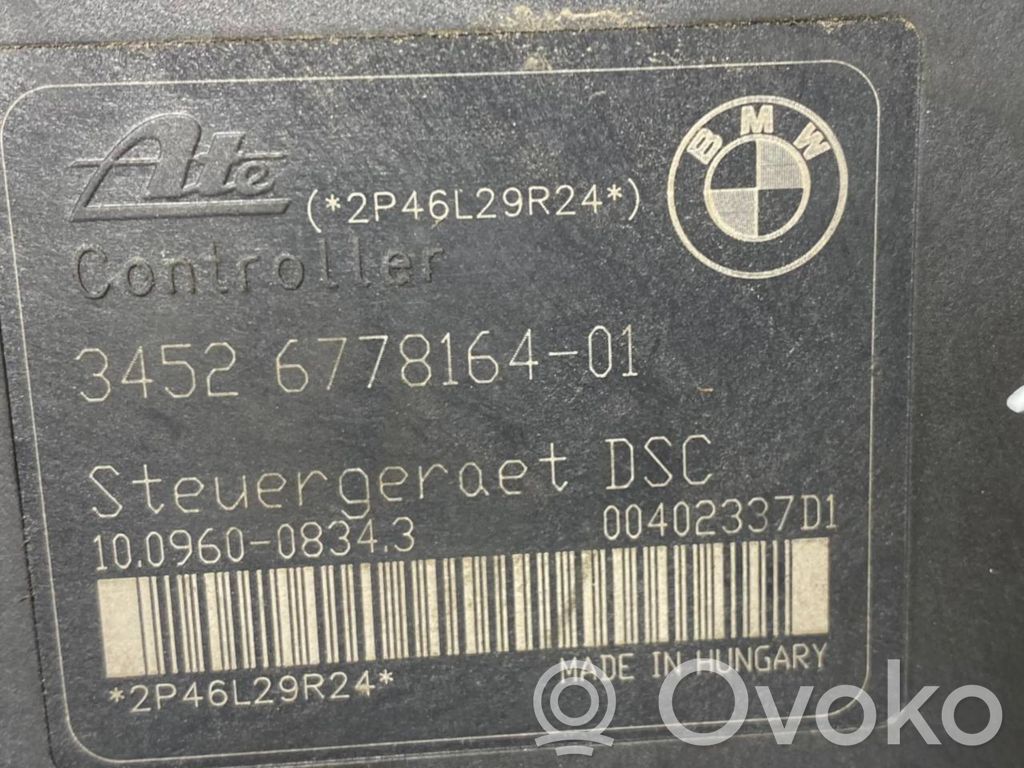 Ate
(*2P46L29R24*)
BMW
Controller
3452 6778164-01
Steuergeraet DSC
10.0960-0834.3 00402337D1
MADE IN HUNGARY
*2P46L29R24*
Ovoko